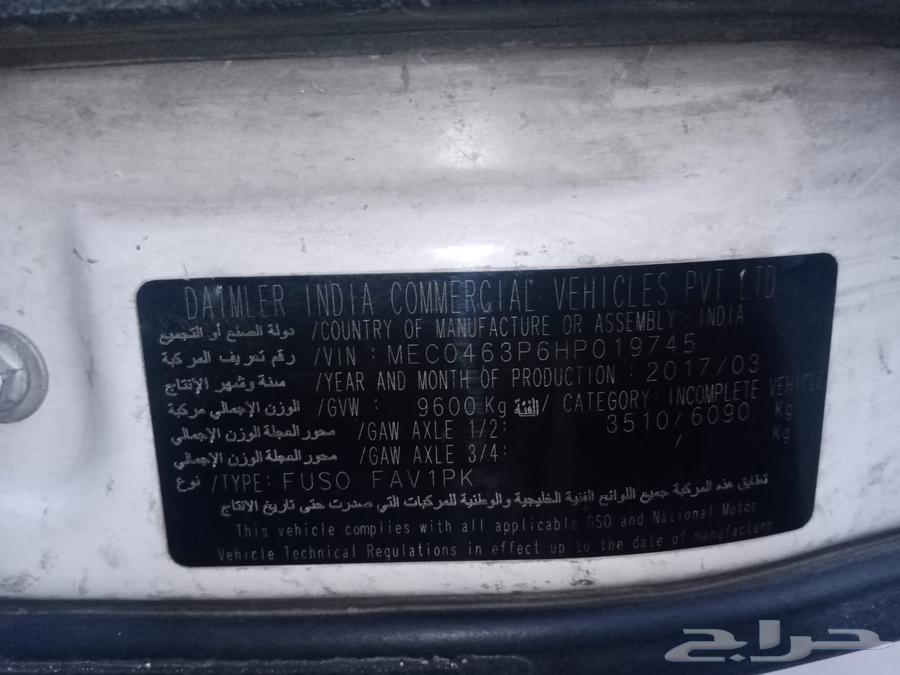 DAIMLER INDIA COMMERCIAL VEHICLES PVT LTD
دولة الصنع أو التجميع /COUNTRY OF MANUFACTURE OR ASSEMBLY: INDIA
رقم تعريف المركبة /VIN : MEC0463P6HP019745
سنة وشهر الإنتاج /YEAR AND MONTH OF PRODUCTION : 2017/03
الوزن الإجمالي مركبة /GVW : 9600 Kg الفئة/ CATEGORY: INCOMPLETE VEHICLE
محور العجلة الوزن الإجمالي /GAW AXLE 1/2: 3510/6090 Kg
محور العجلة الوزن الإجمالي /GAW AXLE 3/4: / Kg
نوع /TYPE: FUSO FAV1PK
تطابق هذه المركبة جميع اللوائح الفنية الخليجية والوطنية للمركبات التي صدرت حتى تاريخ الانتاج
This vehicle complies with all applicable GSO and National Motor
Vehicle Technical Regulations in effect up to the date of manufacture
حراج